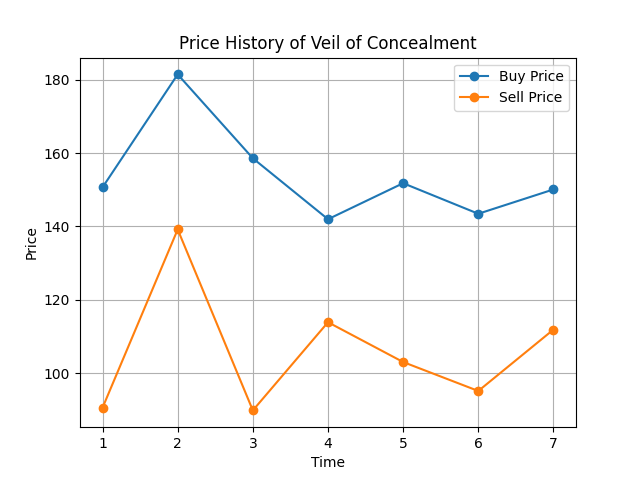 Price History of Veil of Concealment
Buy Price
Sell Price
180
160
140
120
100
Price
1 2 3 4 5 6 7
Time